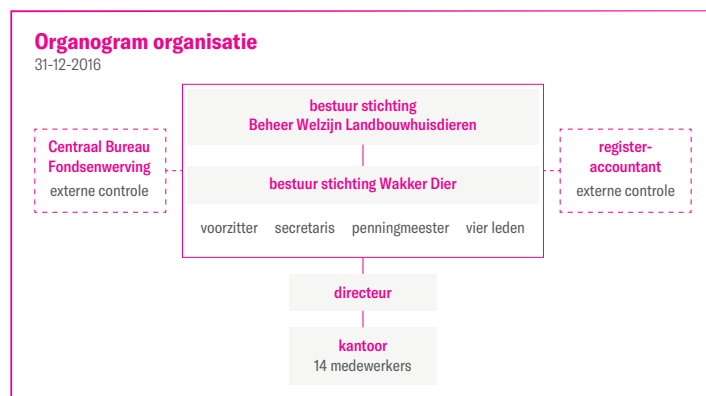 Organogram organisatie
31-12-2016
bestuur stichting
Beheer Welzijn Landbouwhuisdieren
Centraal Bureau
Fondsenwerving
externe controle
register-
accountant
externe controle
bestuur stichting Wakker Dier
voorzitter secretaris penningmeester vier leden
directeur
kantoor
14 medewerkers